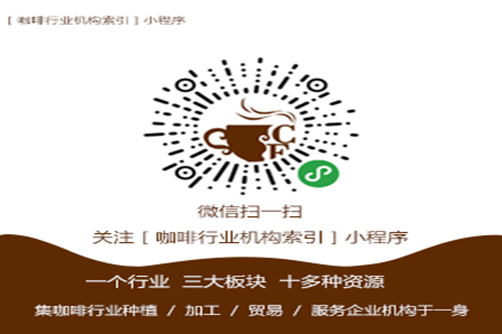 [ 咖啡行业机构索引 ] 小程序
CF
微信扫一扫
关注 [ 咖啡行业机构索引 ] 小程序
一个行业 三大板块 十多种资源
集咖啡行业种植 / 加工 / 贸易 / 服务企业机构于一身